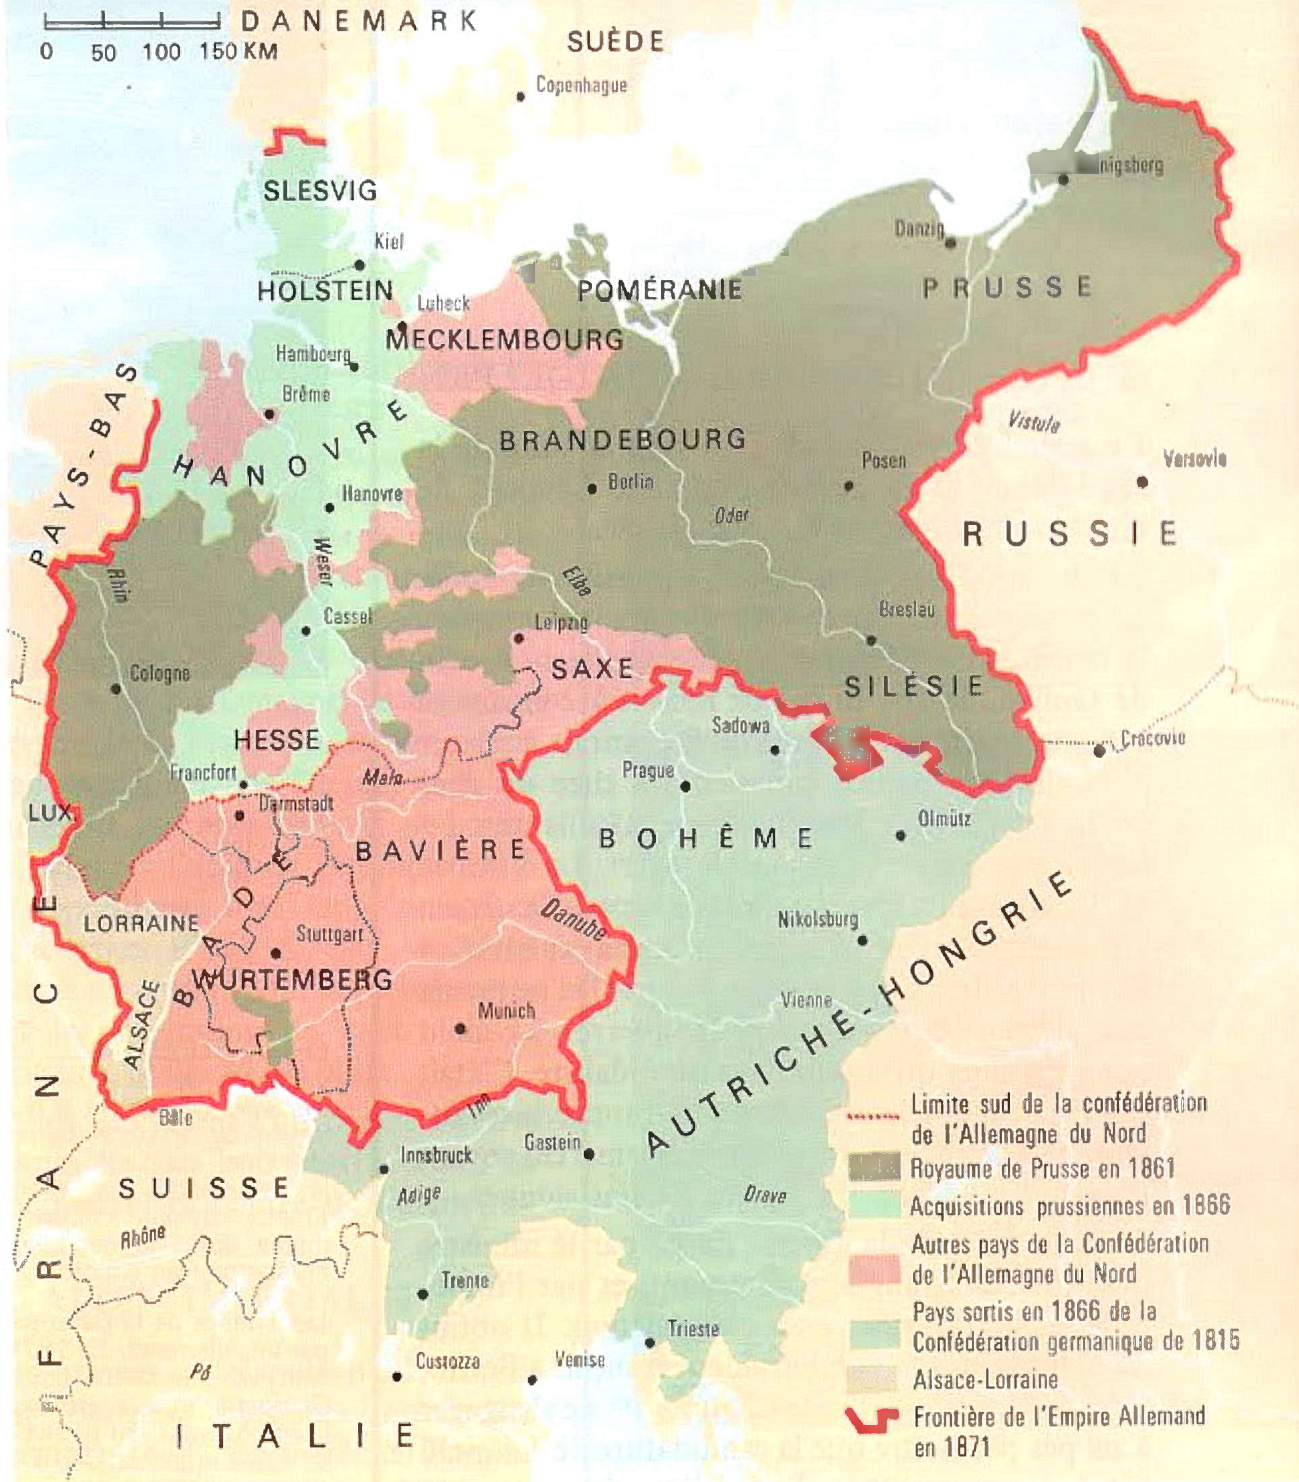 DANEMARK
0 50 100 150 KM
SUÈDE
Copenhague
SLESVIG
Kiel
HOLSTEIN
Lubeck
MECKLEMBOURG
POMÉRANIE
Danzig
nigsberg
PRUSSE
Hambourg
Brême
PAYS-BAS
HANOVRE
Hanovre
BRANDEBOURG
Berlin
Posen
Vistule
Varsovie
RUSSIE
Oder
Weser
Elbe
Rhin
Cassel
Leipzig
Breslau
SAXE
Cologne
SILÉSIE
HESSE
Sadowa
Cracovie
Francfort
Main
Prague
Darmstadt
LUX.
BAVIÈRE
BOHÊME
Olmütz
BADE
LORRAINE
Danube
Nikolsburg
Stuttgart
WURTEMBERG
ALSACE
Munich
Vienne
AUTRICHE-HONGRIE
FRANCE
Bâle
Inn
Innsbruck
Gastein
SUISSE
Adige
Drave
Rhône
Trente
Trieste
Custozza
Venise
Pô
ITALIE
Limite sud de la confédération
de l'Allemagne du Nord
Royaume de Prusse en 1861
Acquisitions prussiennes en 1866
Autres pays de la Confédération
de l'Allemagne du Nord
Pays sortis en 1866 de la
Confédération germanique de 1815
Alsace-Lorraine
Frontière de l'Empire Allemand
en 1871